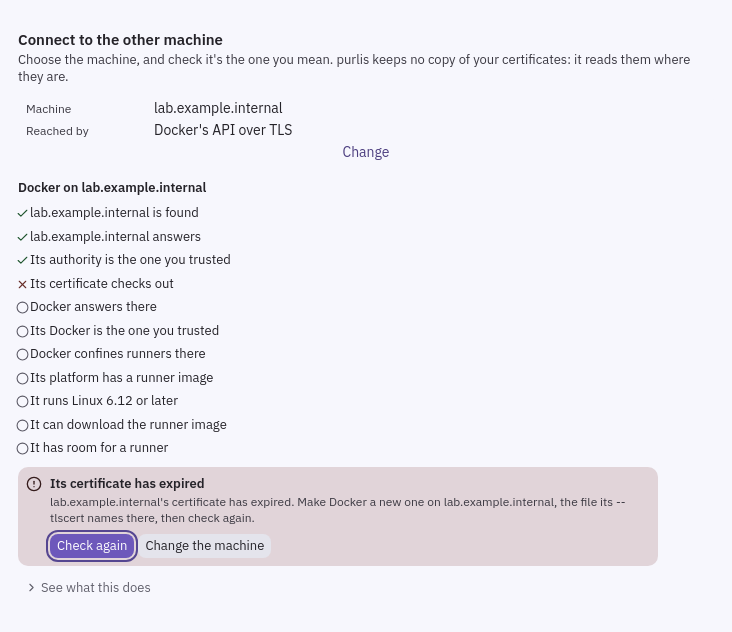 Connect to the other machine
Choose the machine, and check it's the one you mean. purlis keeps no copy of your certificates: it reads them where
they are.
Machine lab.example.internal
Reached by Docker's API over TLS
Change
Docker on lab.example.internal
lab.example.internal is found
lab.example.internal answers
Its authority is the one you trusted
Its certificate checks out
Docker answers there
Its Docker is the one you trusted
Docker confines runners there
Its platform has a runner image
It runs Linux 6.12 or later
It can download the runner image
It has room for a runner
Its certificate has expired
lab.example.internal's certificate has expired. Make Docker a new one on lab.example.internal, the file its --
tlscert names there, then check again.
Check again Change the machine
See what this does